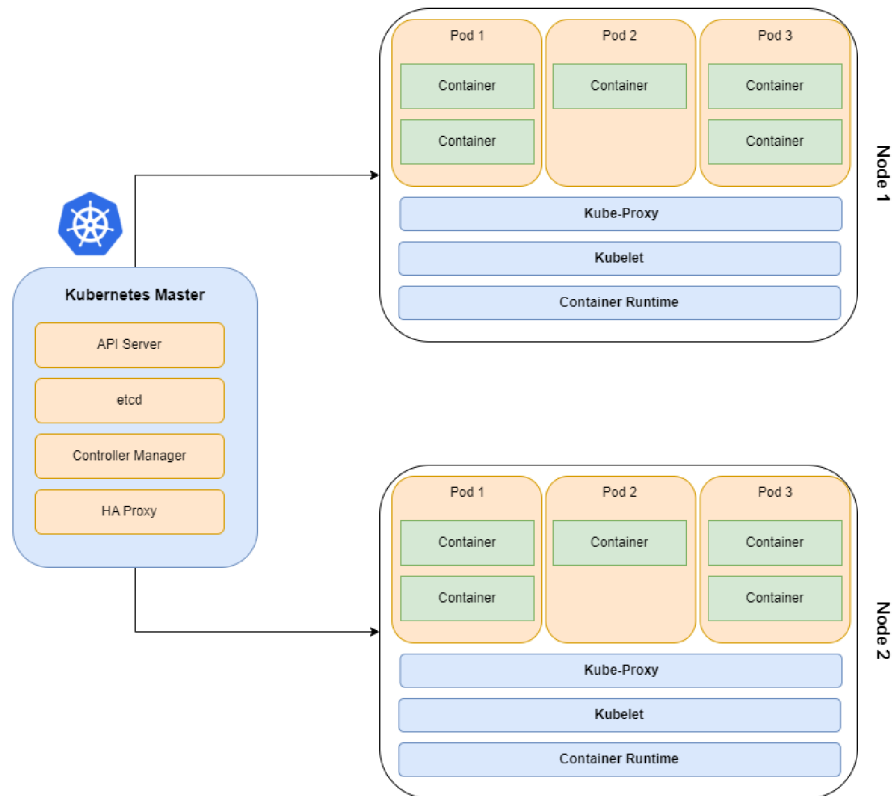 Kubernetes Master
API Server
etcd
Controller Manager
HA Proxy
Pod 1
Pod 2
Pod 3
Container
Container
Container
Container
Container
Kube-Proxy
Kubelet
Container Runtime
Node 1
Pod 1
Pod 2
Pod 3
Container
Container
Container
Container
Container
Kube-Proxy
Kubelet
Container Runtime
Node 2